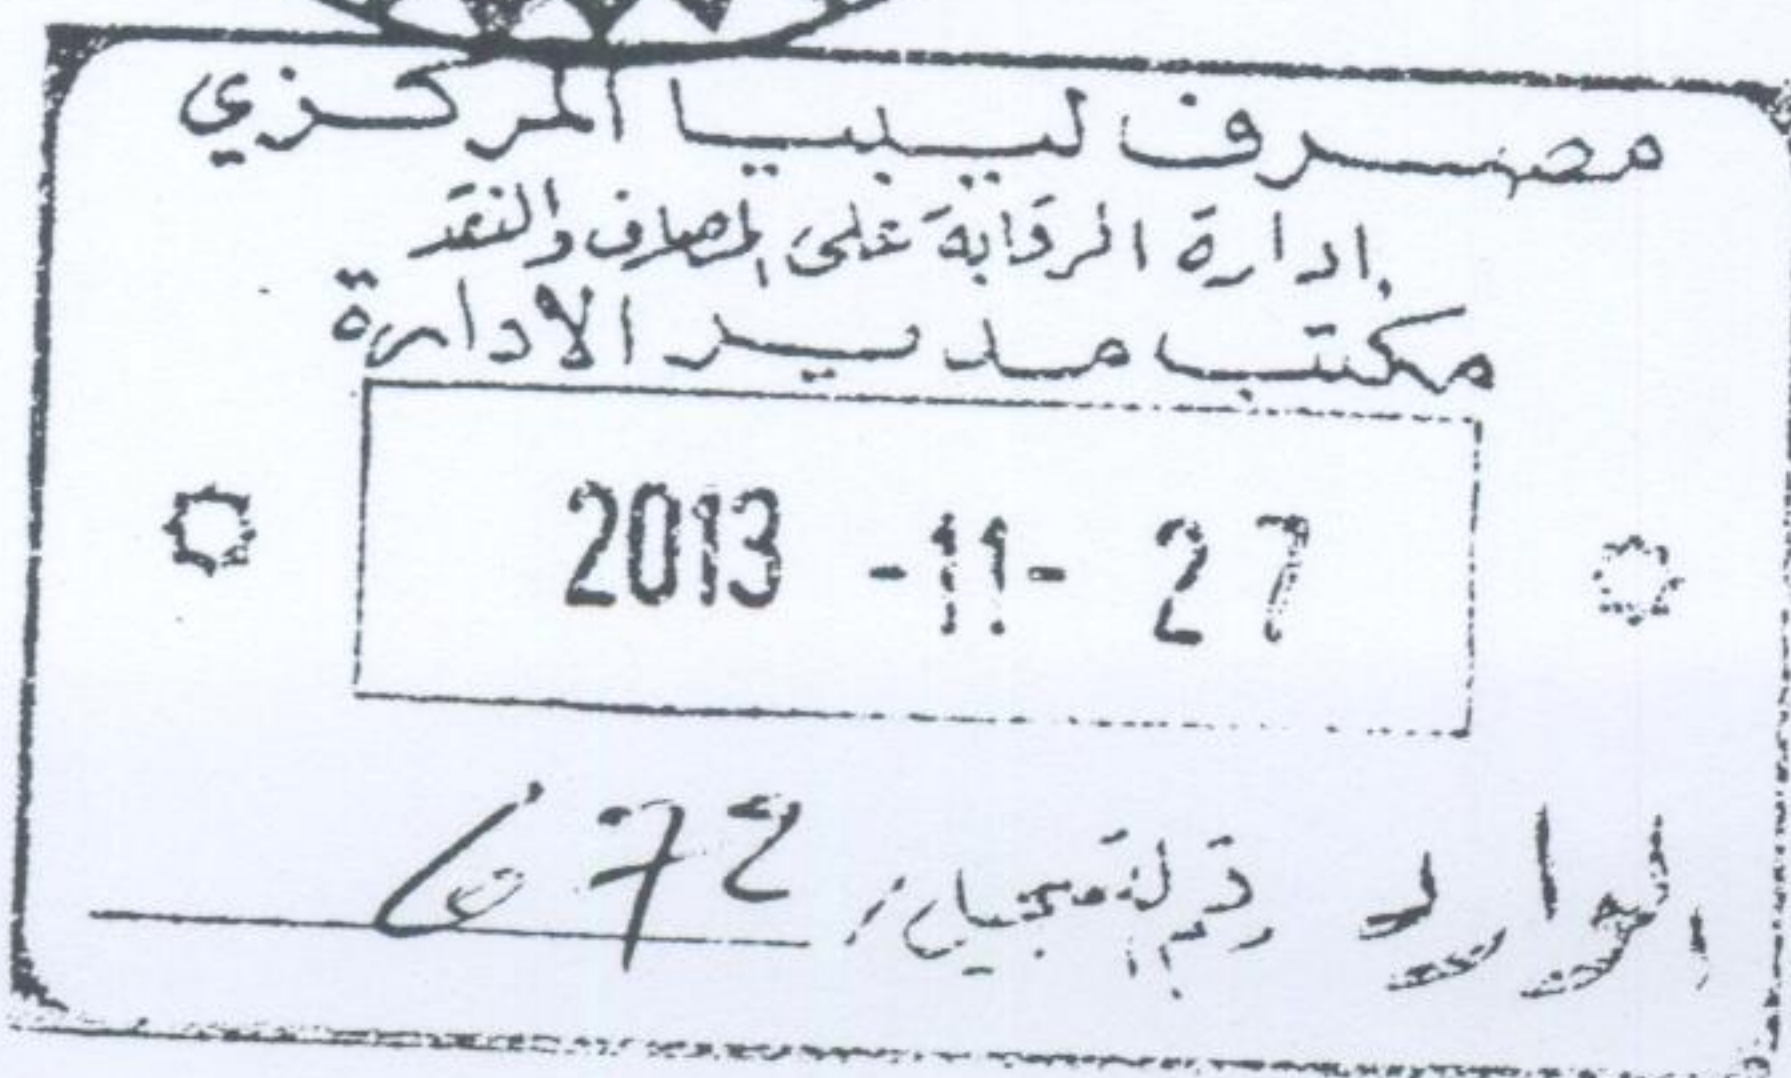 مصرف ليبيا المركزي
ادارة الرقابة على المصارف والنقد
مكتب مدير الادارة
2013 -11- 27
الوارد رقم التسجيل / 672